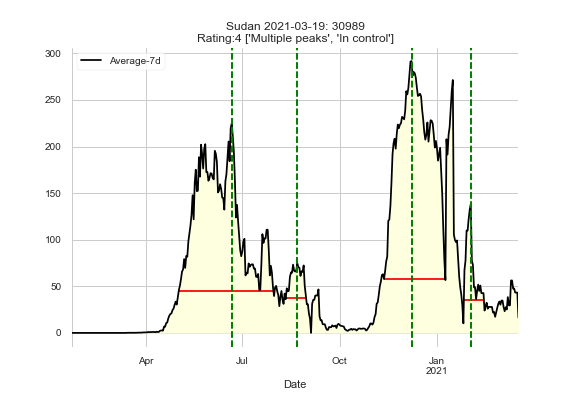 Sudan 2021-03-19: 30989
Rating:4 ['Multiple peaks', 'In control']
300
Average-7d
250
200
150
100
50
0
Apr Jul Oct Jan
2021
Date